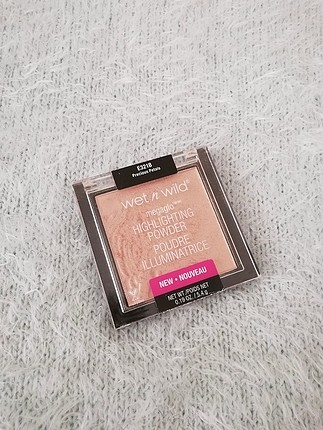 E321B
Precious Petals
wet n wild®
megaglo™
HIGHLIGHTING
POWDER
POUDRE
ILLUMINATRICE
NEW • NOUVEAU
NET WT./POIDS NET
0.19 OZ. / 5.4 g